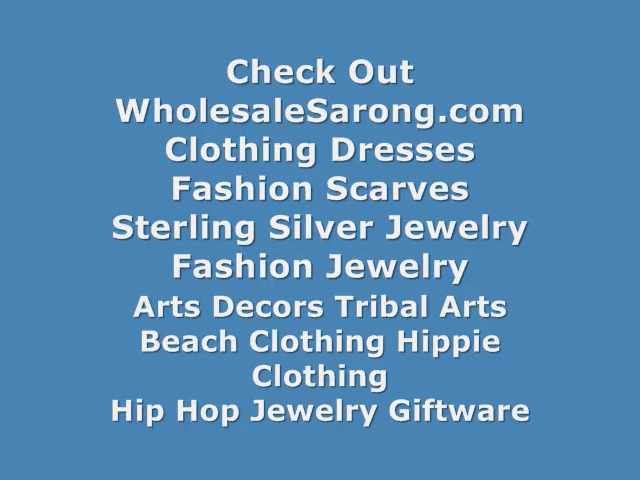 Check Out
WholesaleSarong.com
Clothing Dresses
Fashion Scarves
Sterling Silver Jewelry
Fashion Jewelry
Arts Decors Tribal Arts
Beach Clothing Hippie
Clothing
Hip Hop Jewelry Giftware